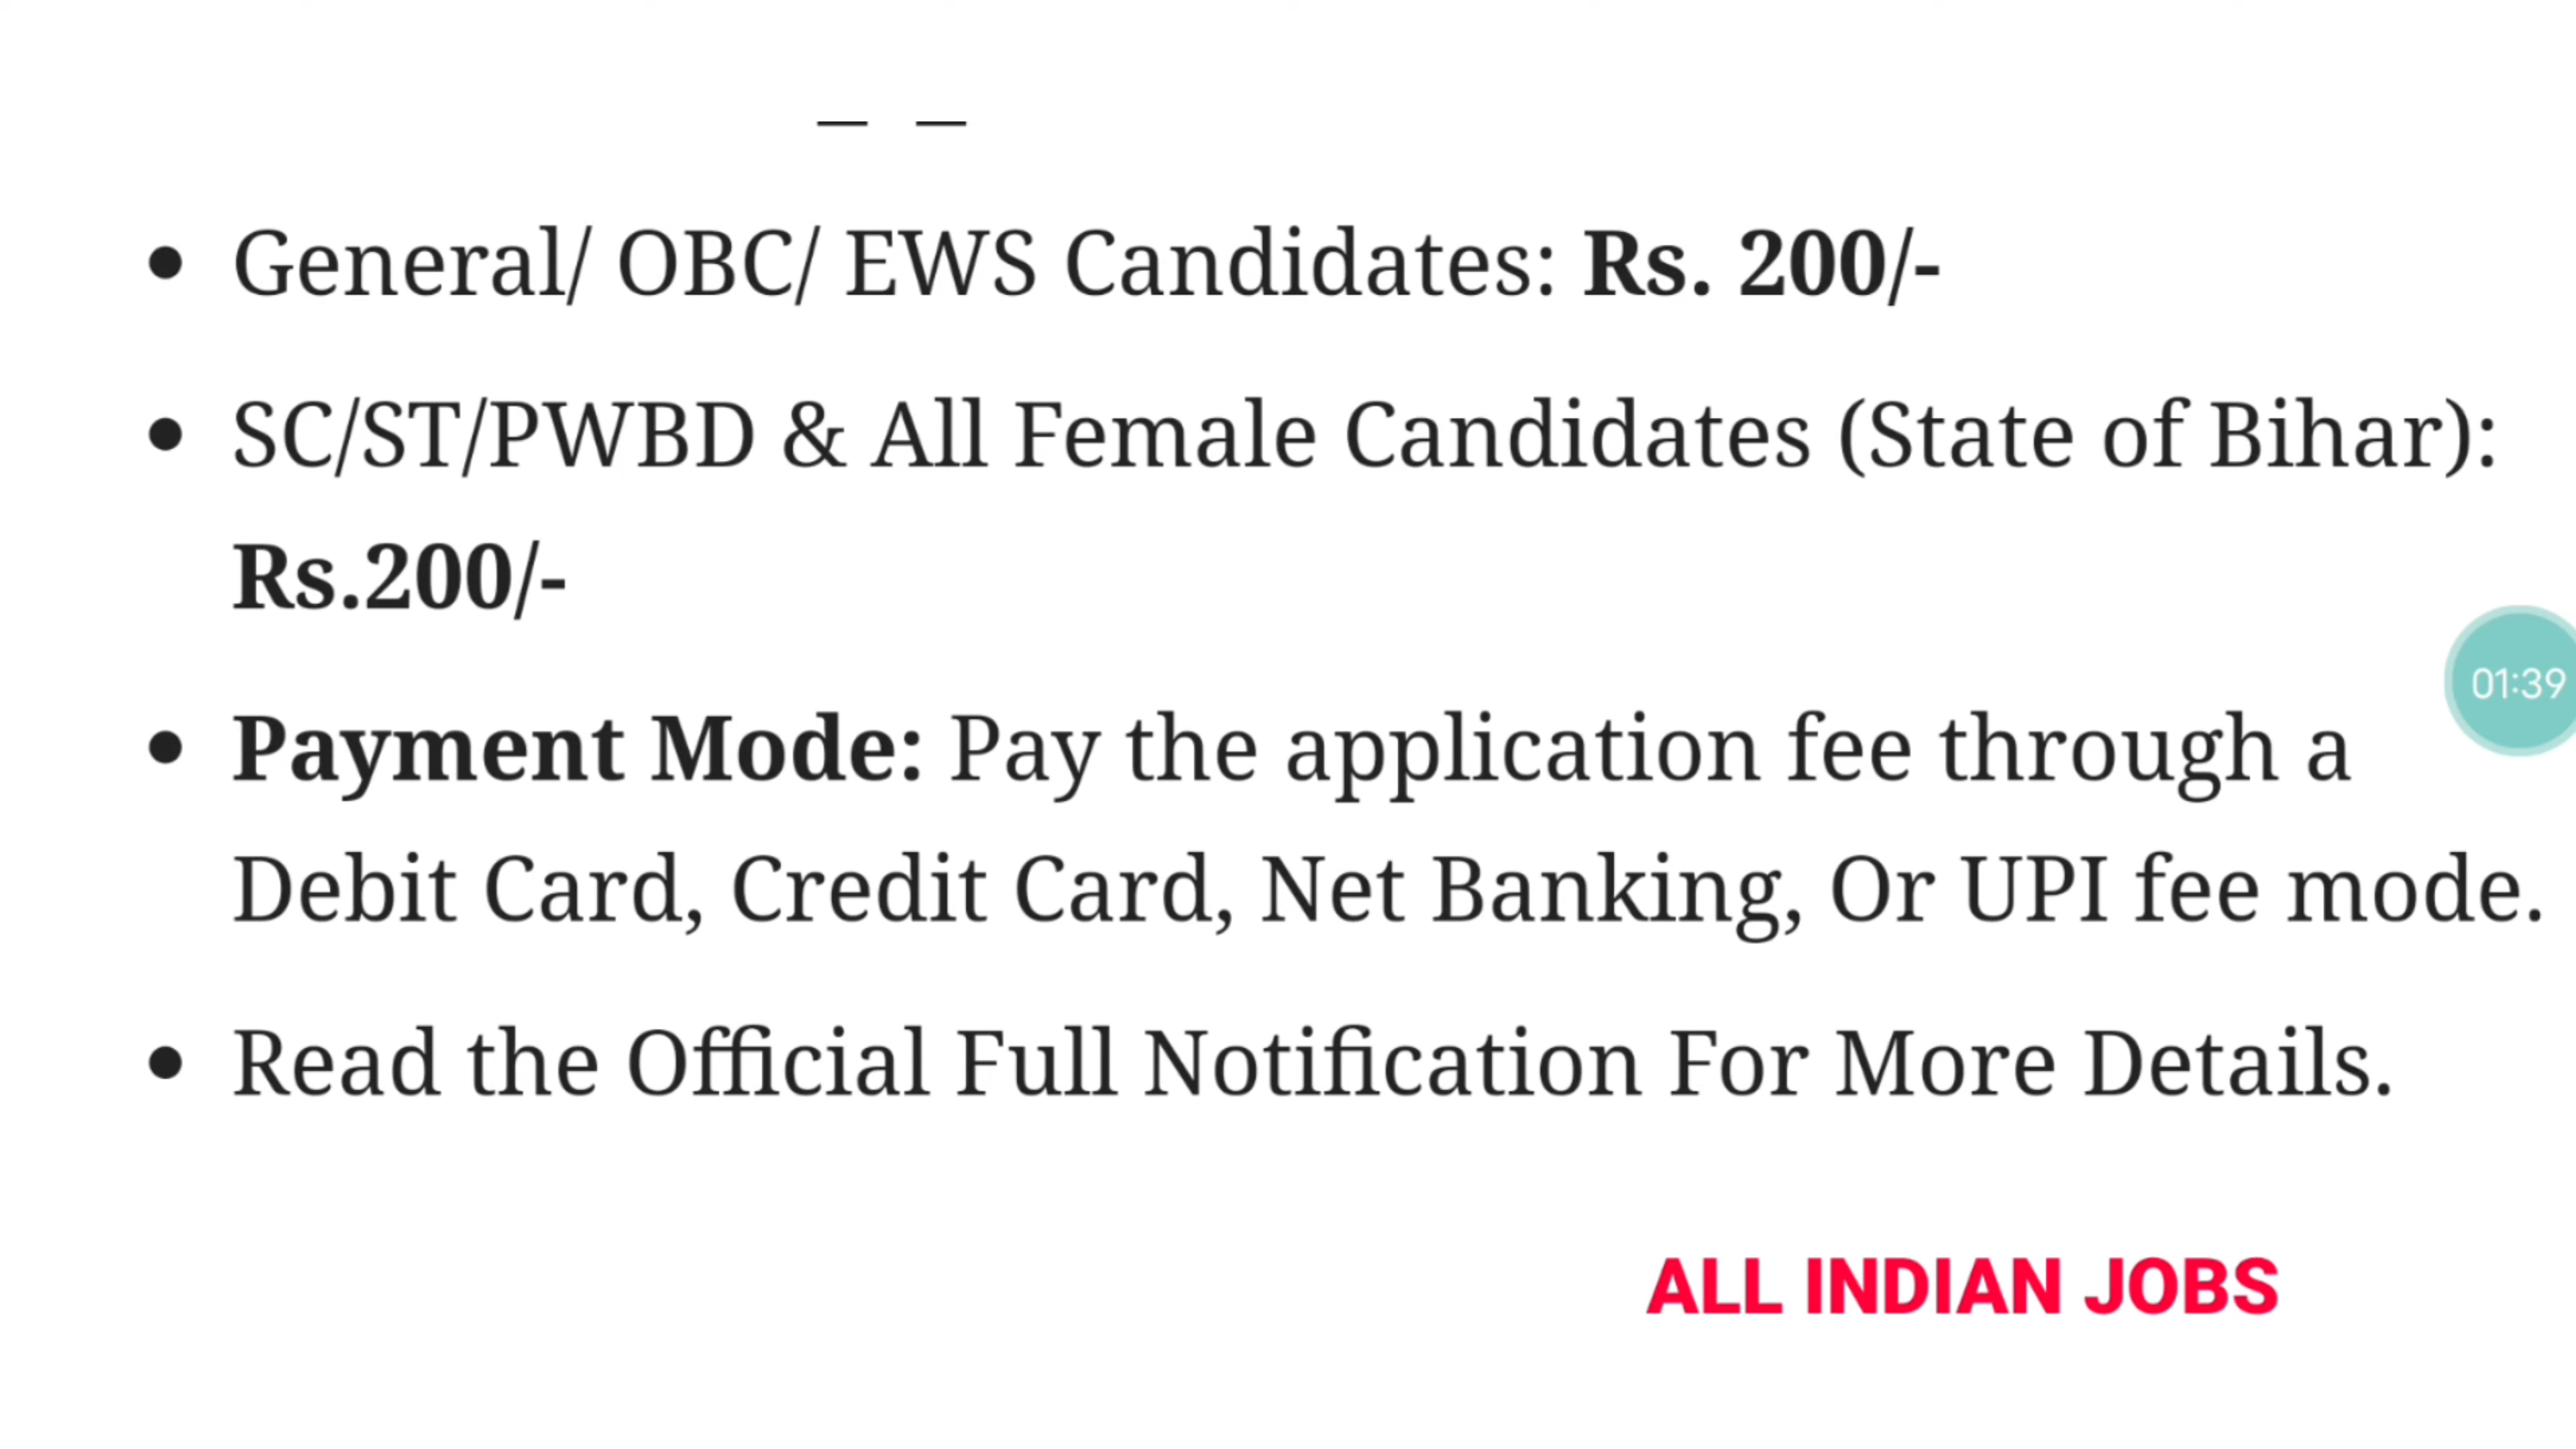 General/ OBC/ EWS Candidates: Rs. 200/-
SC/ST/PWBD & All Female Candidates (State of Bihar):
Rs.200/-
01:39
Payment Mode: Pay the application fee through a
Debit Card, Credit Card, Net Banking, Or UPI fee mode.
Read the Official Full Notification For More Details.
ALL INDIAN JOBS